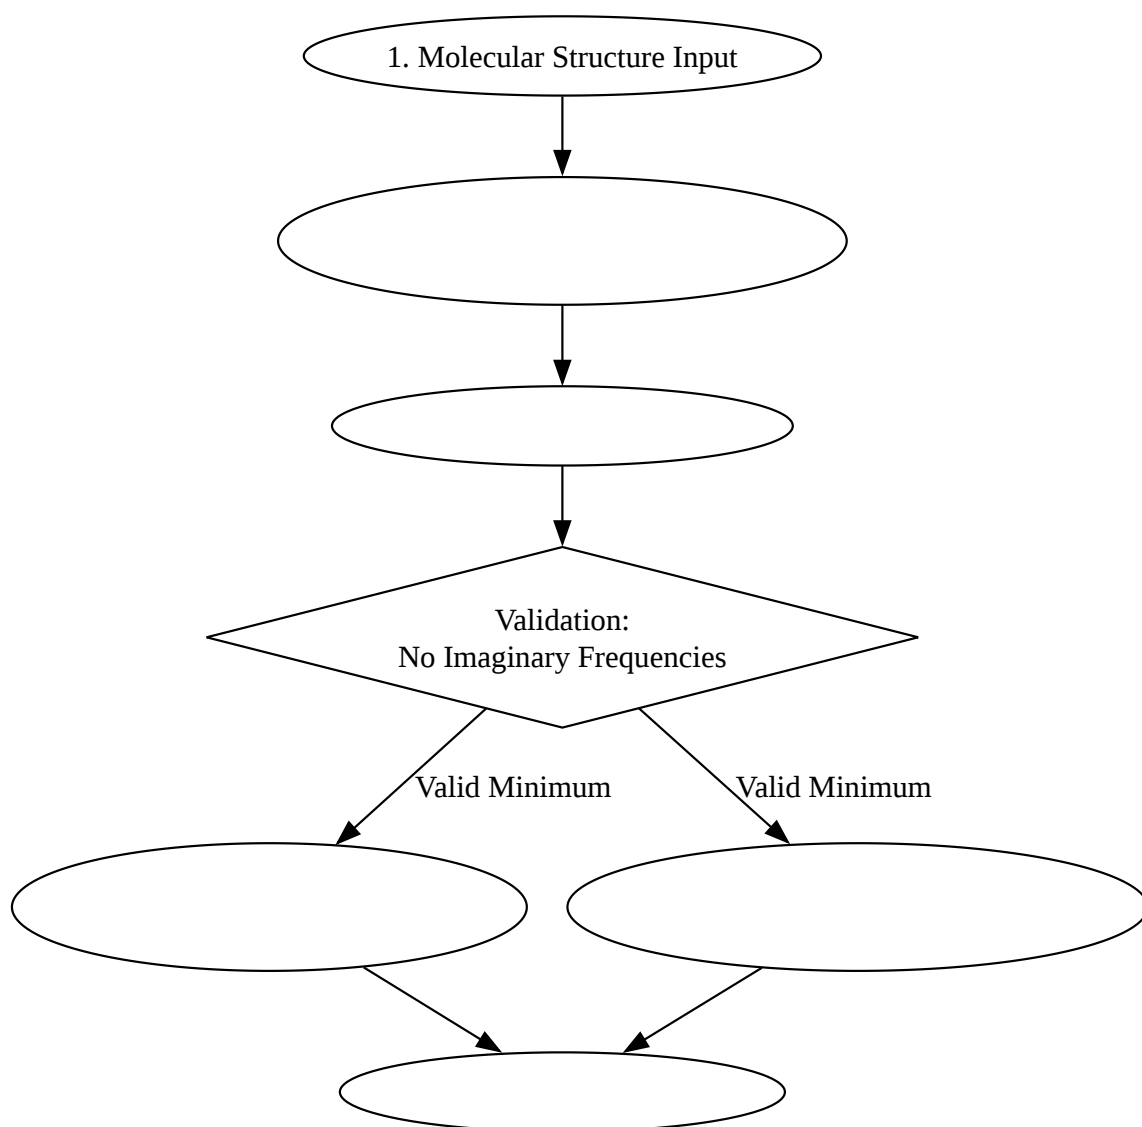 1. Molecular Structure Input
Validation:
No Imaginary Frequencies
Valid Minimum
Valid Minimum